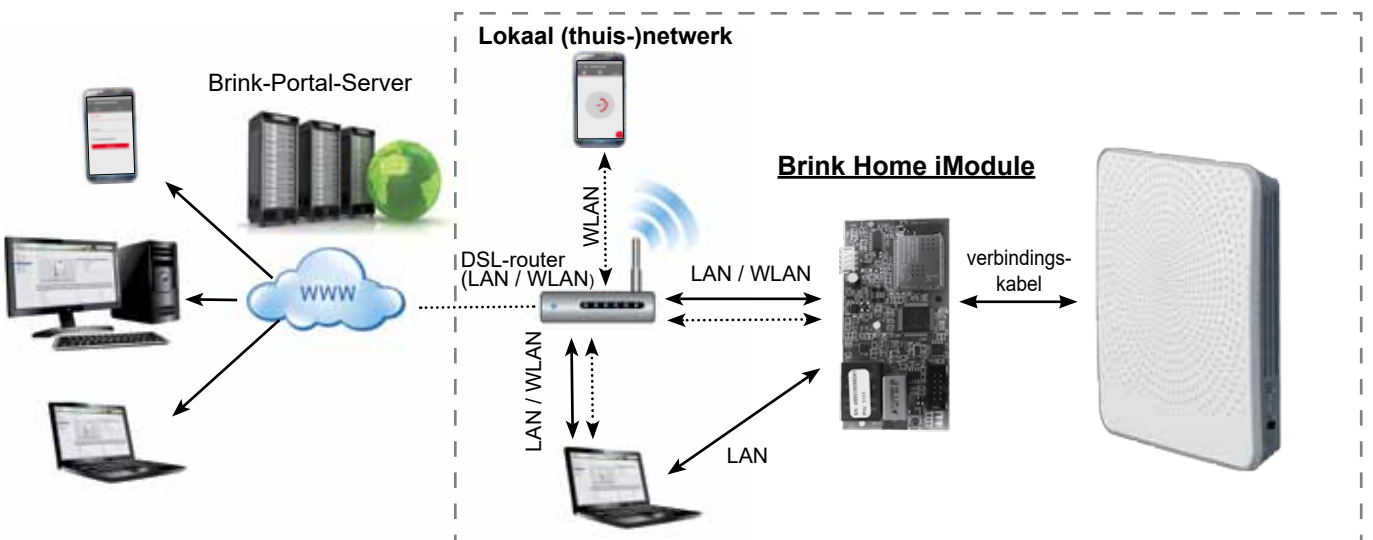 Lokaal (thuis-)netwerk
Brink-Portal-Server
Brink Home iModule
WLAN
DSL-router
(LAN / WLAN)
LAN / WLAN
verbindings-
kabel
WWW
LAN / WLAN
LAN